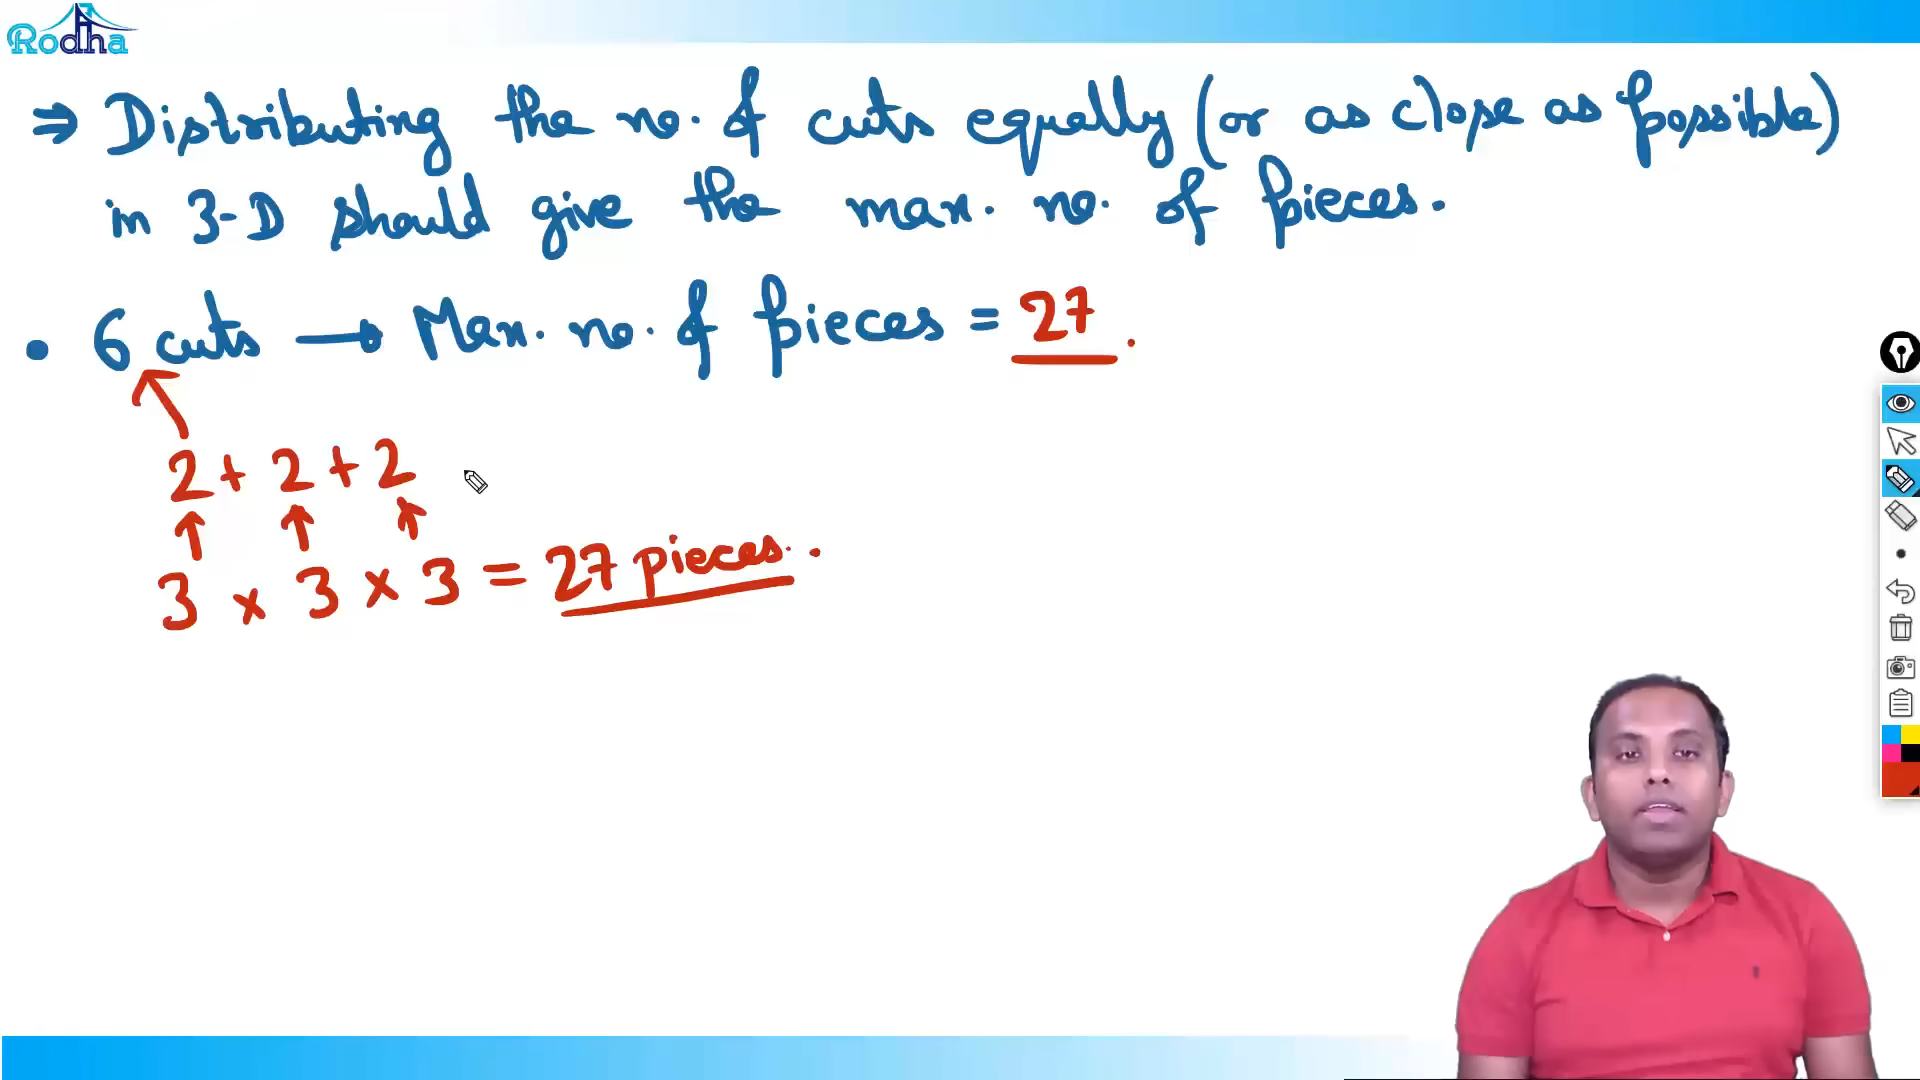 Rodha
⇒ Distributing the no. of cuts equally (or as close as possible)
in 3-D should give the max. no. of pieces.
• 6 cuts → Max. no. of pieces = 27.
2 + 2 + 2
3 × 3 × 3 = 27 pieces.